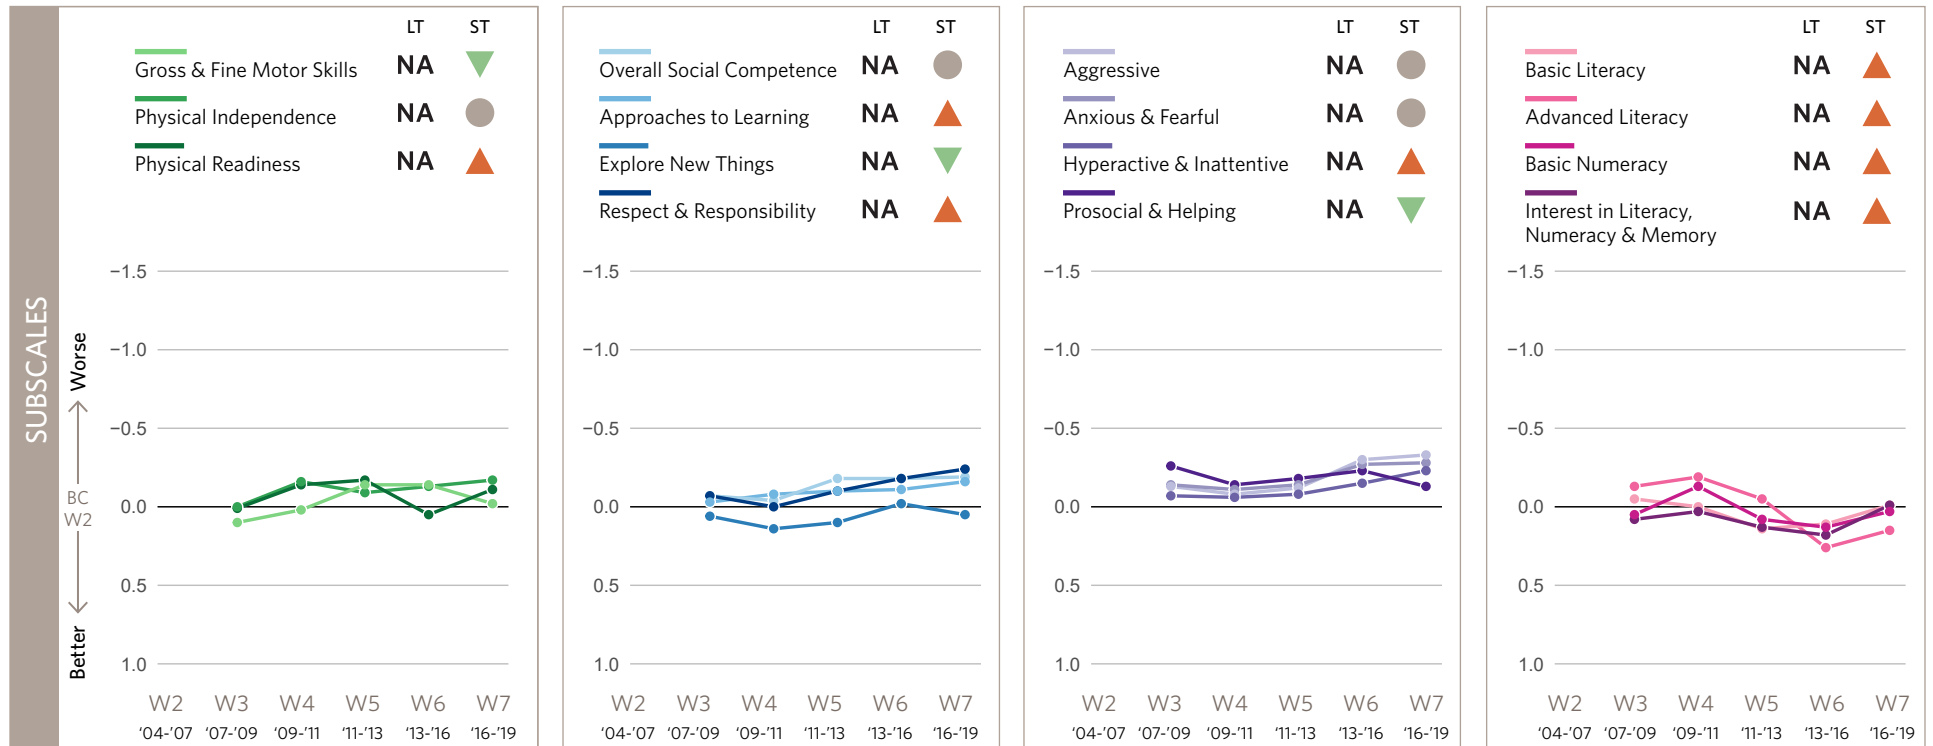 SUBSCALES
Worse
BC
W2
Better
LT ST
Gross & Fine Motor Skills NA
Physical Independence NA
Physical Readiness NA
−1.5
−1.0
−0.5
0.0
0.5
1.0
W2 W3 W4 W5 W6 W7
‘04-’07 ‘07-’09 ‘09-’11 ‘11-’13 ‘13-’16 ‘16-’19
LT ST
Overall Social Competence NA
Approaches to Learning NA
Explore New Things NA
Respect & Responsibility NA
−1.5
−1.0
−0.5
0.0
0.5
1.0
W2 W3 W4 W5 W6 W7
‘04-’07 ‘07-’09 ‘09-’11 ‘11-’13 ‘13-’16 ‘16-’19
LT ST
Aggressive NA
Anxious & Fearful NA
Hyperactive & Inattentive NA
Prosocial & Helping NA
−1.5
−1.0
−0.5
0.0
0.5
1.0
W2 W3 W4 W5 W6 W7
‘04-’07 ‘07-’09 ‘09-’11 ‘11-’13 ‘13-’16 ‘16-’19
LT ST
Basic Literacy NA
Advanced Literacy NA
Basic Numeracy NA
Interest in Literacy, NA
Numeracy & Memory
−1.5
−1.0
−0.5
0.0
0.5
1.0
W2 W3 W4 W5 W6 W7
‘04-’07 ‘07-’09 ‘09-’11 ‘11-’13 ‘13-’16 ‘16-’19